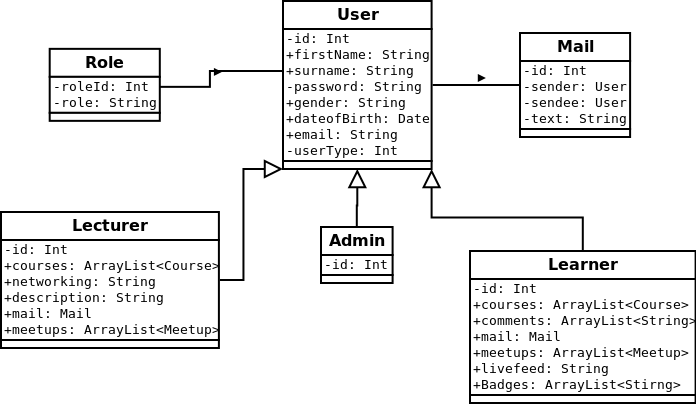 User
-id: Int
+firstName: String
+surname: String
-password: String
+gender: String
+dateofBirth: Date
+email: String
-userType: Int
Role
-roleId: Int
-role: String
Mail
-id: Int
-sender: User
-sendee: User
-text: String
Lecturer
-id: Int
+courses: ArrayList<Course>
+networking: String
+description: String
+mail: Mail
+meetups: ArrayList<Meetup>
Admin
-id: Int
Learner
-id: Int
+courses: ArrayList<Course>
+comments: ArrayList<String>
+mail: Mail
+meetups: ArrayList<Meetup>
+livefeed: String
+Badges: ArrayList<Stirng>